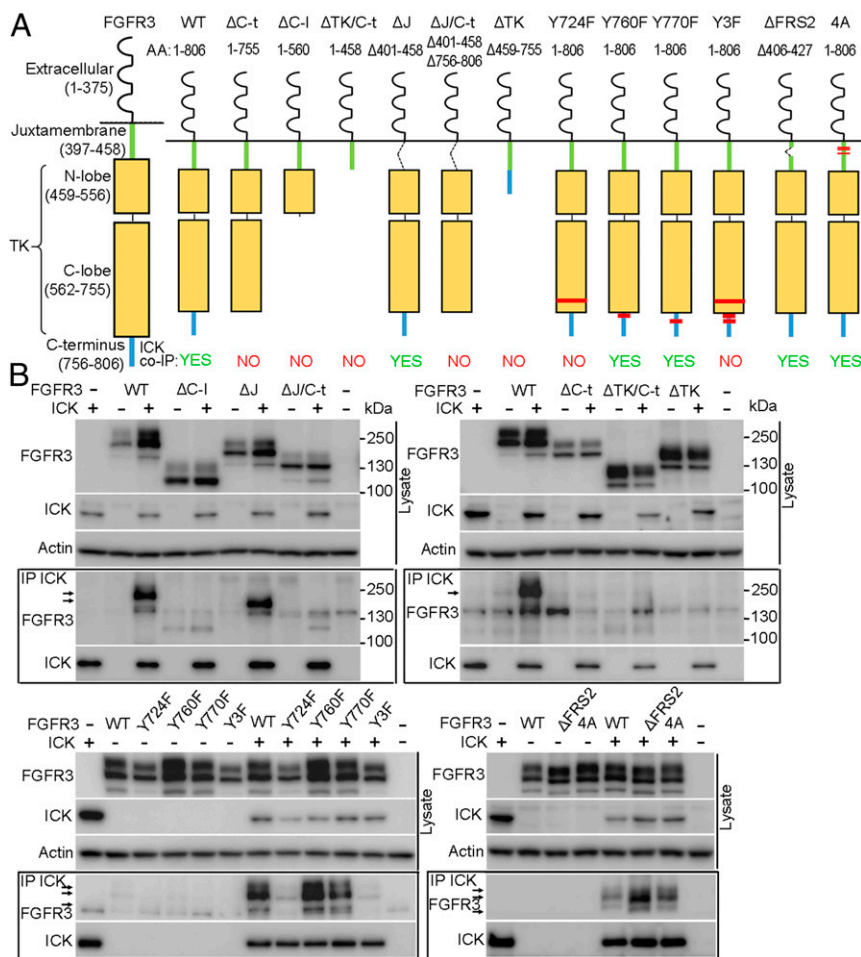 A
FGFR3 WT ΔC-t ΔC-l ΔTK/C-t ΔJ ΔJ/C-t ΔTK Y724F Y760F Y770F Y3F ΔFRS2 4A
AA: 1-806 1-755 1-560 1-458 Δ401-458 Δ401-458 Δ756-806 Δ459-755 1-806 1-806 1-806 1-806 Δ406-427 1-806
Extracellular
(1-375)
Juxtamembrane
(397-458)
N-lobe
(459-556)
TK
C-lobe
(562-755)
C-terminus
(756-806)
ICK
co-IP: YES NO NO NO YES NO NO NO YES YES NO YES YES
B
FGFR3 – WT ΔC-l ΔJ ΔJ/C-t –
ICK + - + - + - + - + - kDa
FGFR3
250
130
100
ICK
Actin
Lysate
IP ICK
FGFR3
250
130
100
ICK
FGFR3 – WT ΔC-t ΔTK/C-t ΔTK –
ICK + - + - + - + - + - kDa
FGFR3
250
130
100
ICK
Actin
Lysate
IP ICK
FGFR3
250
130
100
ICK
FGFR3 – WT Y724F Y760F Y770F Y3F WT Y724F Y760F Y770F Y3F –
ICK + - - - - - + + + + + -
FGFR3
ICK
Actin
Lysate
IP ICK
FGFR3
ICK
FGFR3 – WT ΔFRS2 4A WT ΔFRS2 4A –
ICK + - - - + + + -
FGFR3
ICK
Actin
Lysate
IP ICK
FGFR3
ICK